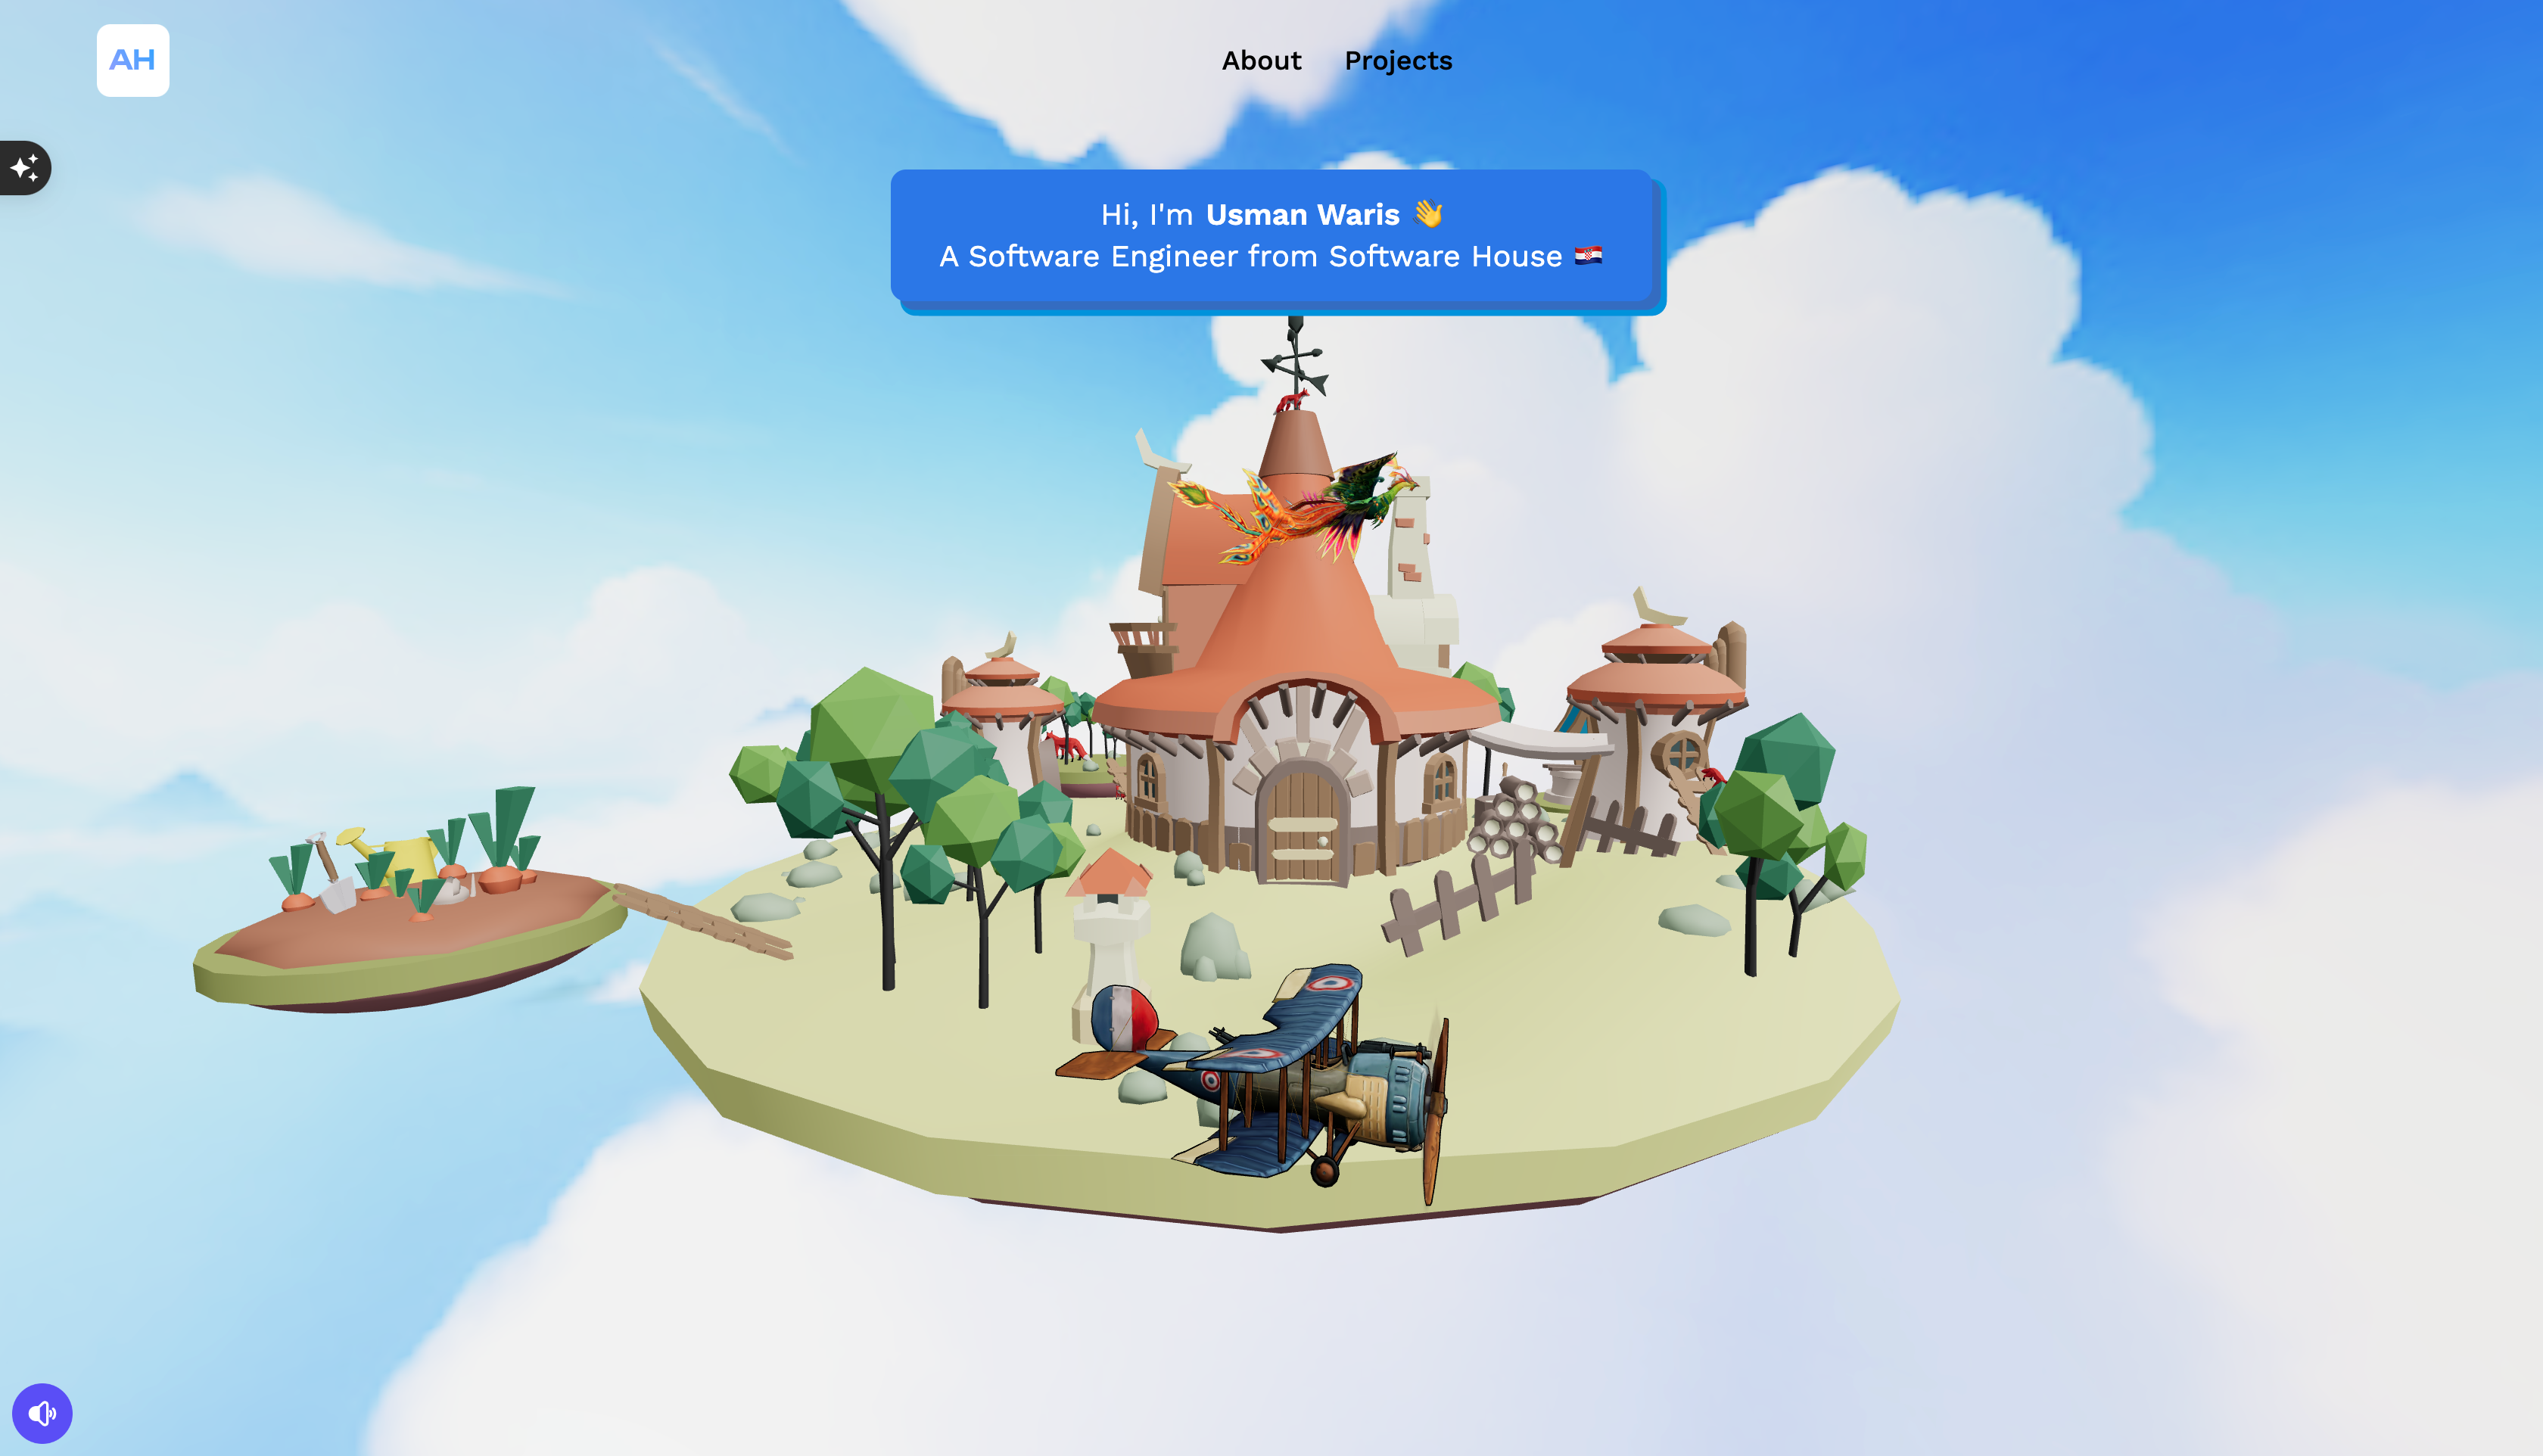 AH
About Projects
Hi, I'm Usman Waris 👋
A Software Engineer from Software House 🇭🇷